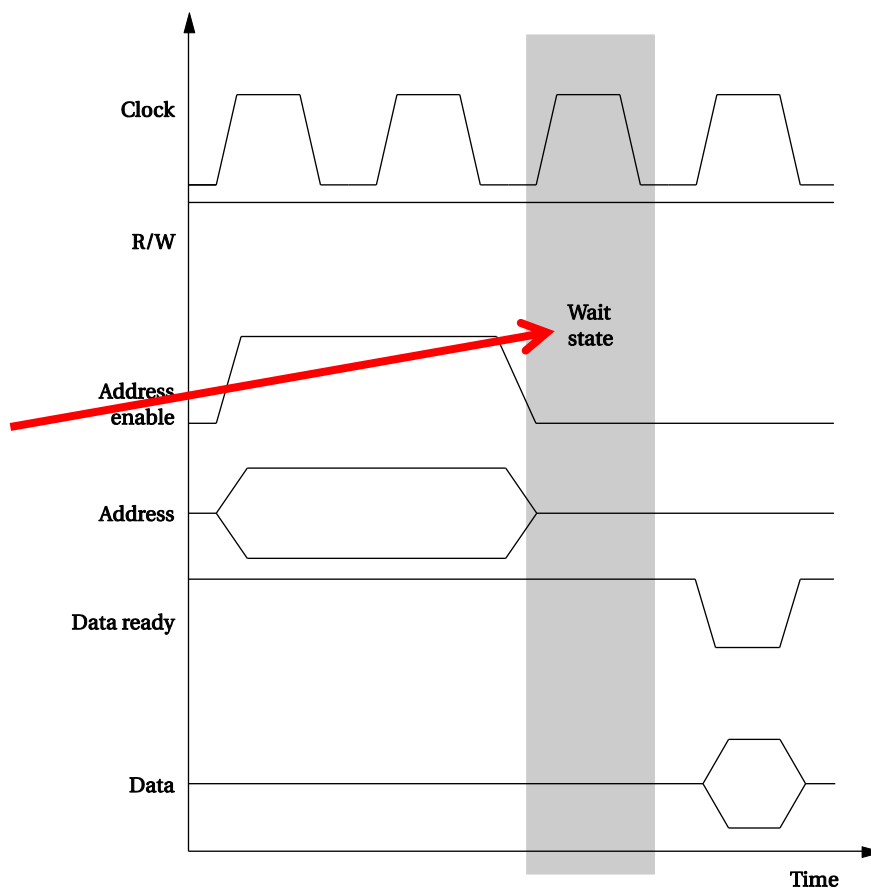 Clock
R/W
Wait
state
Address
enable
Address
Data ready
Data
Time